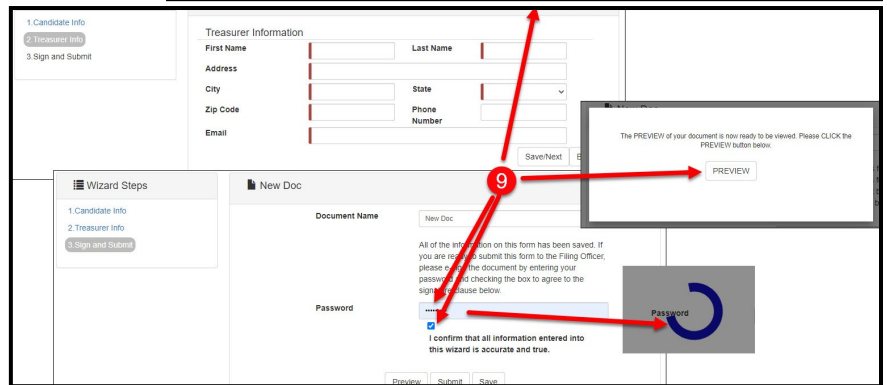 1.Candidate Info
2.Treasurer Info
3.Sign and Submit
Treasurer Information
First Name Last Name
Address
City State
Zip Code Phone
Number
Email
Save/Next
The PREVIEW of your document is now ready to be viewed. Please CLICK the
PREVIEW button below.
PREVIEW
9
Wizard Steps
1.Candidate Info
2.Treasurer Info
3.Sign and Submit
New Doc
Document Name New Doc
All of the information on this form has been saved. If
you are ready to submit this form to the Filing Officer,
please e-sign the document by entering your
password and checking the box to agree to the
signature clause below.
Password
I confirm that all information entered into
this wizard is accurate and true.
Preview Submit Save
Password